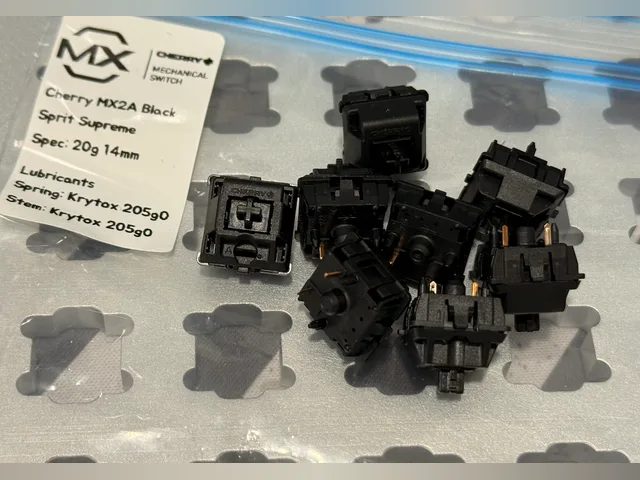 MX
CHERRY
MECHANICAL
SWITCH
Cherry MX2A Black
Sprit Supreme
Spec: 20g 14mm
Lubricants
Spring: Krytox 205g0
Stem: Krytox 205g0
CHERRY